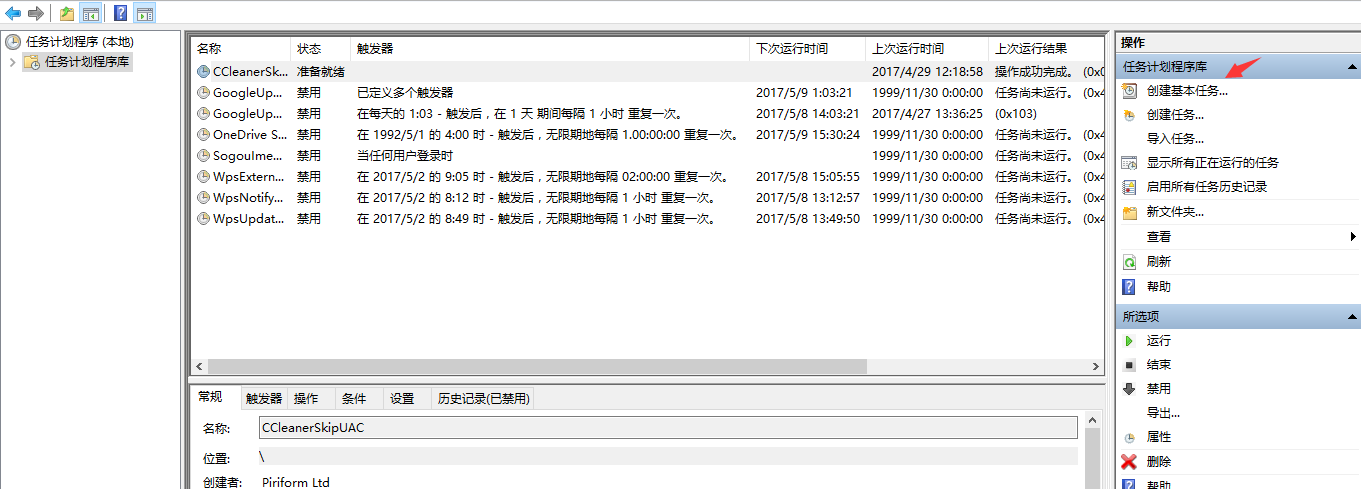 任务计划程序 (本地)
任务计划程序库
名称 状态 触发器 下次运行时间 上次运行时间 上次运行结果
CCleanerSk... 准备就绪 2017/4/29 12:18:58 操作成功完成。 (0x0
GoogleUp... 禁用 已定义多个触发器 2017/5/9 1:03:21 1999/11/30 0:00:00 任务尚未运行。 (0x4
GoogleUp... 禁用 在每天的 1:03 - 触发后，在 1 天 期间每隔 1 小时 重复一次。 2017/5/8 14:03:21 2017/4/27 13:36:25 (0x103)
OneDrive S... 禁用 在 1992/5/1 的 4:00 时 - 触发后，无限期地每隔 1.00:00:00 重复一次。 2017/5/9 15:30:24 1999/11/30 0:00:00 任务尚未运行。 (0x4
SogouIme... 禁用 当任何用户登录时 1999/11/30 0:00:00 任务尚未运行。 (0x4
WpsExtern... 禁用 在 2017/5/2 的 9:05 时 - 触发后，无限期地每隔 02:00:00 重复一次。 2017/5/8 15:05:55 1999/11/30 0:00:00 任务尚未运行。 (0x4
WpsNotify... 禁用 在 2017/5/2 的 8:12 时 - 触发后，无限期地每隔 1 小时 重复一次。 2017/5/8 13:12:57 1999/11/30 0:00:00 任务尚未运行。 (0x4
WpsUpdat... 禁用 在 2017/5/2 的 8:49 时 - 触发后，无限期地每隔 1 小时 重复一次。 2017/5/8 13:49:50 1999/11/30 0:00:00 任务尚未运行。 (0x4
常规 触发器 操作 条件 设置 历史记录(已禁用)
名称: CCleanerSkipUAC
位置: \
创建者: Piriform Ltd
操作
任务计划程序库
创建基本任务...
创建任务...
导入任务...
显示所有正在运行的任务
启用所有任务历史记录
新文件夹...
查看
刷新
帮助
所选项
运行
结束
禁用
导出...
属性
删除
帮助